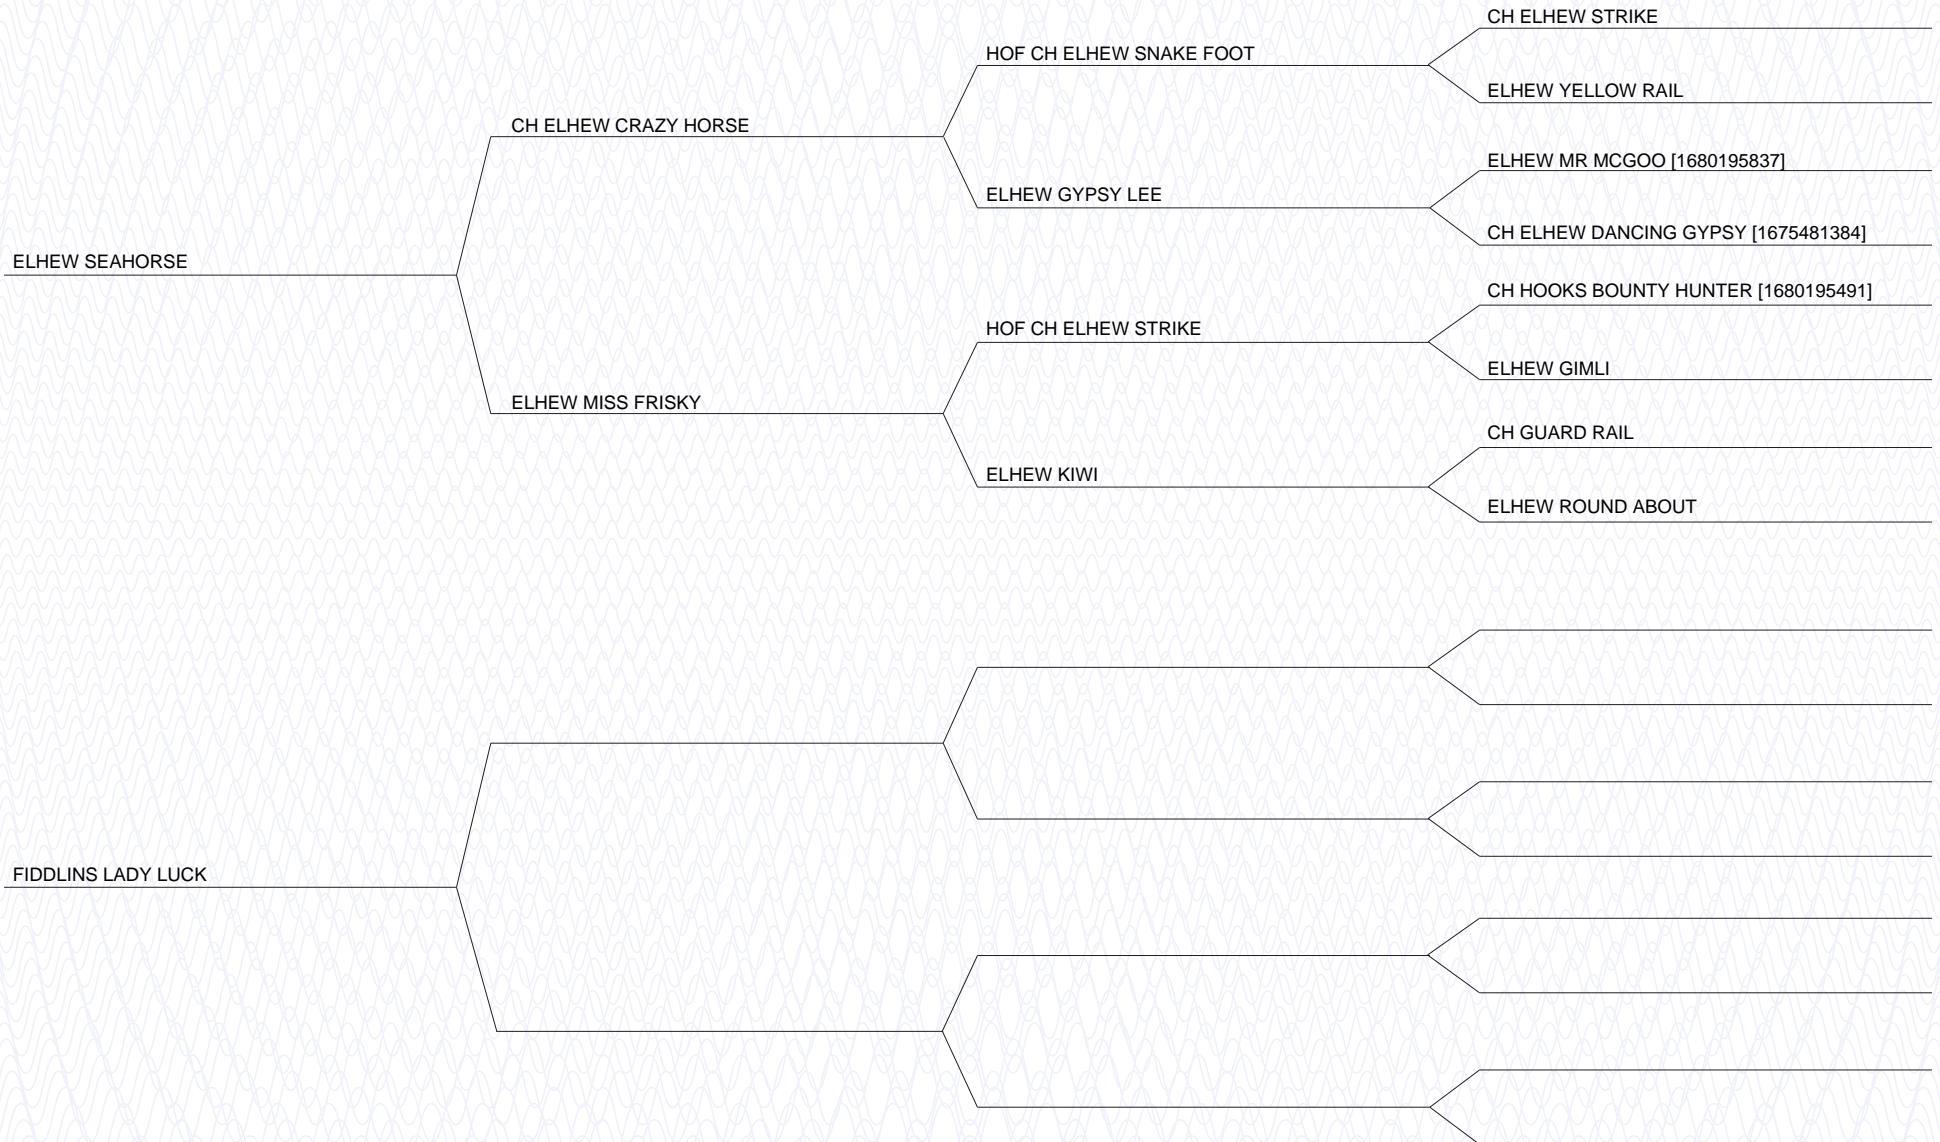 CH ELHEW STRIKE
HOF CH ELHEW SNAKE FOOT
ELHEW YELLOW RAIL
CH ELHEW CRAZY HORSE
ELHEW MR MCGOO [1680195837]
ELHEW GYPSY LEE
CH ELHEW DANCING GYPSY [1675481384]
ELHEW SEAHORSE
CH HOOKS BOUNTY HUNTER [1680195491]
HOF CH ELHEW STRIKE
ELHEW GIMLI
ELHEW MISS FRISKY
CH GUARD RAIL
ELHEW KIWI
ELHEW ROUND ABOUT
FIDDLINS LADY LUCK